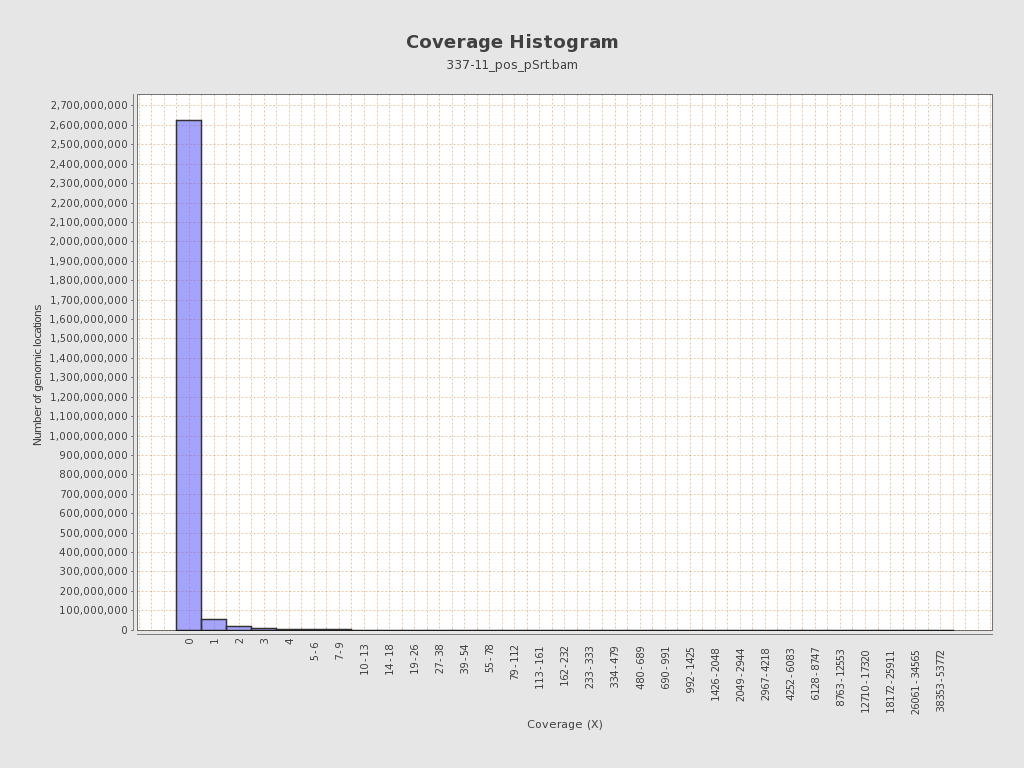 Coverage Histogram
337-11_pos_pSrt.bam
Number of genomic locations
2,700,000,000
2,600,000,000
2,500,000,000
2,400,000,000
2,300,000,000
2,200,000,000
2,100,000,000
2,000,000,000
1,900,000,000
1,800,000,000
1,700,000,000
1,600,000,000
1,500,000,000
1,400,000,000
1,300,000,000
1,200,000,000
1,100,000,000
1,000,000,000
900,000,000
800,000,000
700,000,000
600,000,000
500,000,000
400,000,000
300,000,000
200,000,000
100,000,000
0
0
1
2
3
4
5 - 6
7 - 9
10 - 13
14 - 18
19 - 26
27 - 38
39 - 54
55 - 78
79 - 112
113 - 161
162 - 232
233 - 333
334 - 479
480 - 689
690 - 991
992 - 1425
1426 - 2048
2049 - 2944
2967 - 4218
4252 - 6083
6128 - 8747
8763 - 12553
12710 - 17320
18172 - 25911
26061 - 34565
38353 - 53772
Coverage (X)